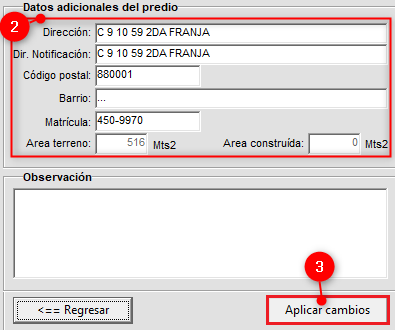 Datos adicionales del predio
2
Dirección: C 9 10 59 2DA FRANJA
Dir. Notificación: C 9 10 59 2DA FRANJA
Código postal: 880001
Barrio: ...
Matrícula: 450-9970
Area terreno: 516 Mts2 Area construída: 0 Mts2
Observación
3
<== Regresar Aplicar cambios